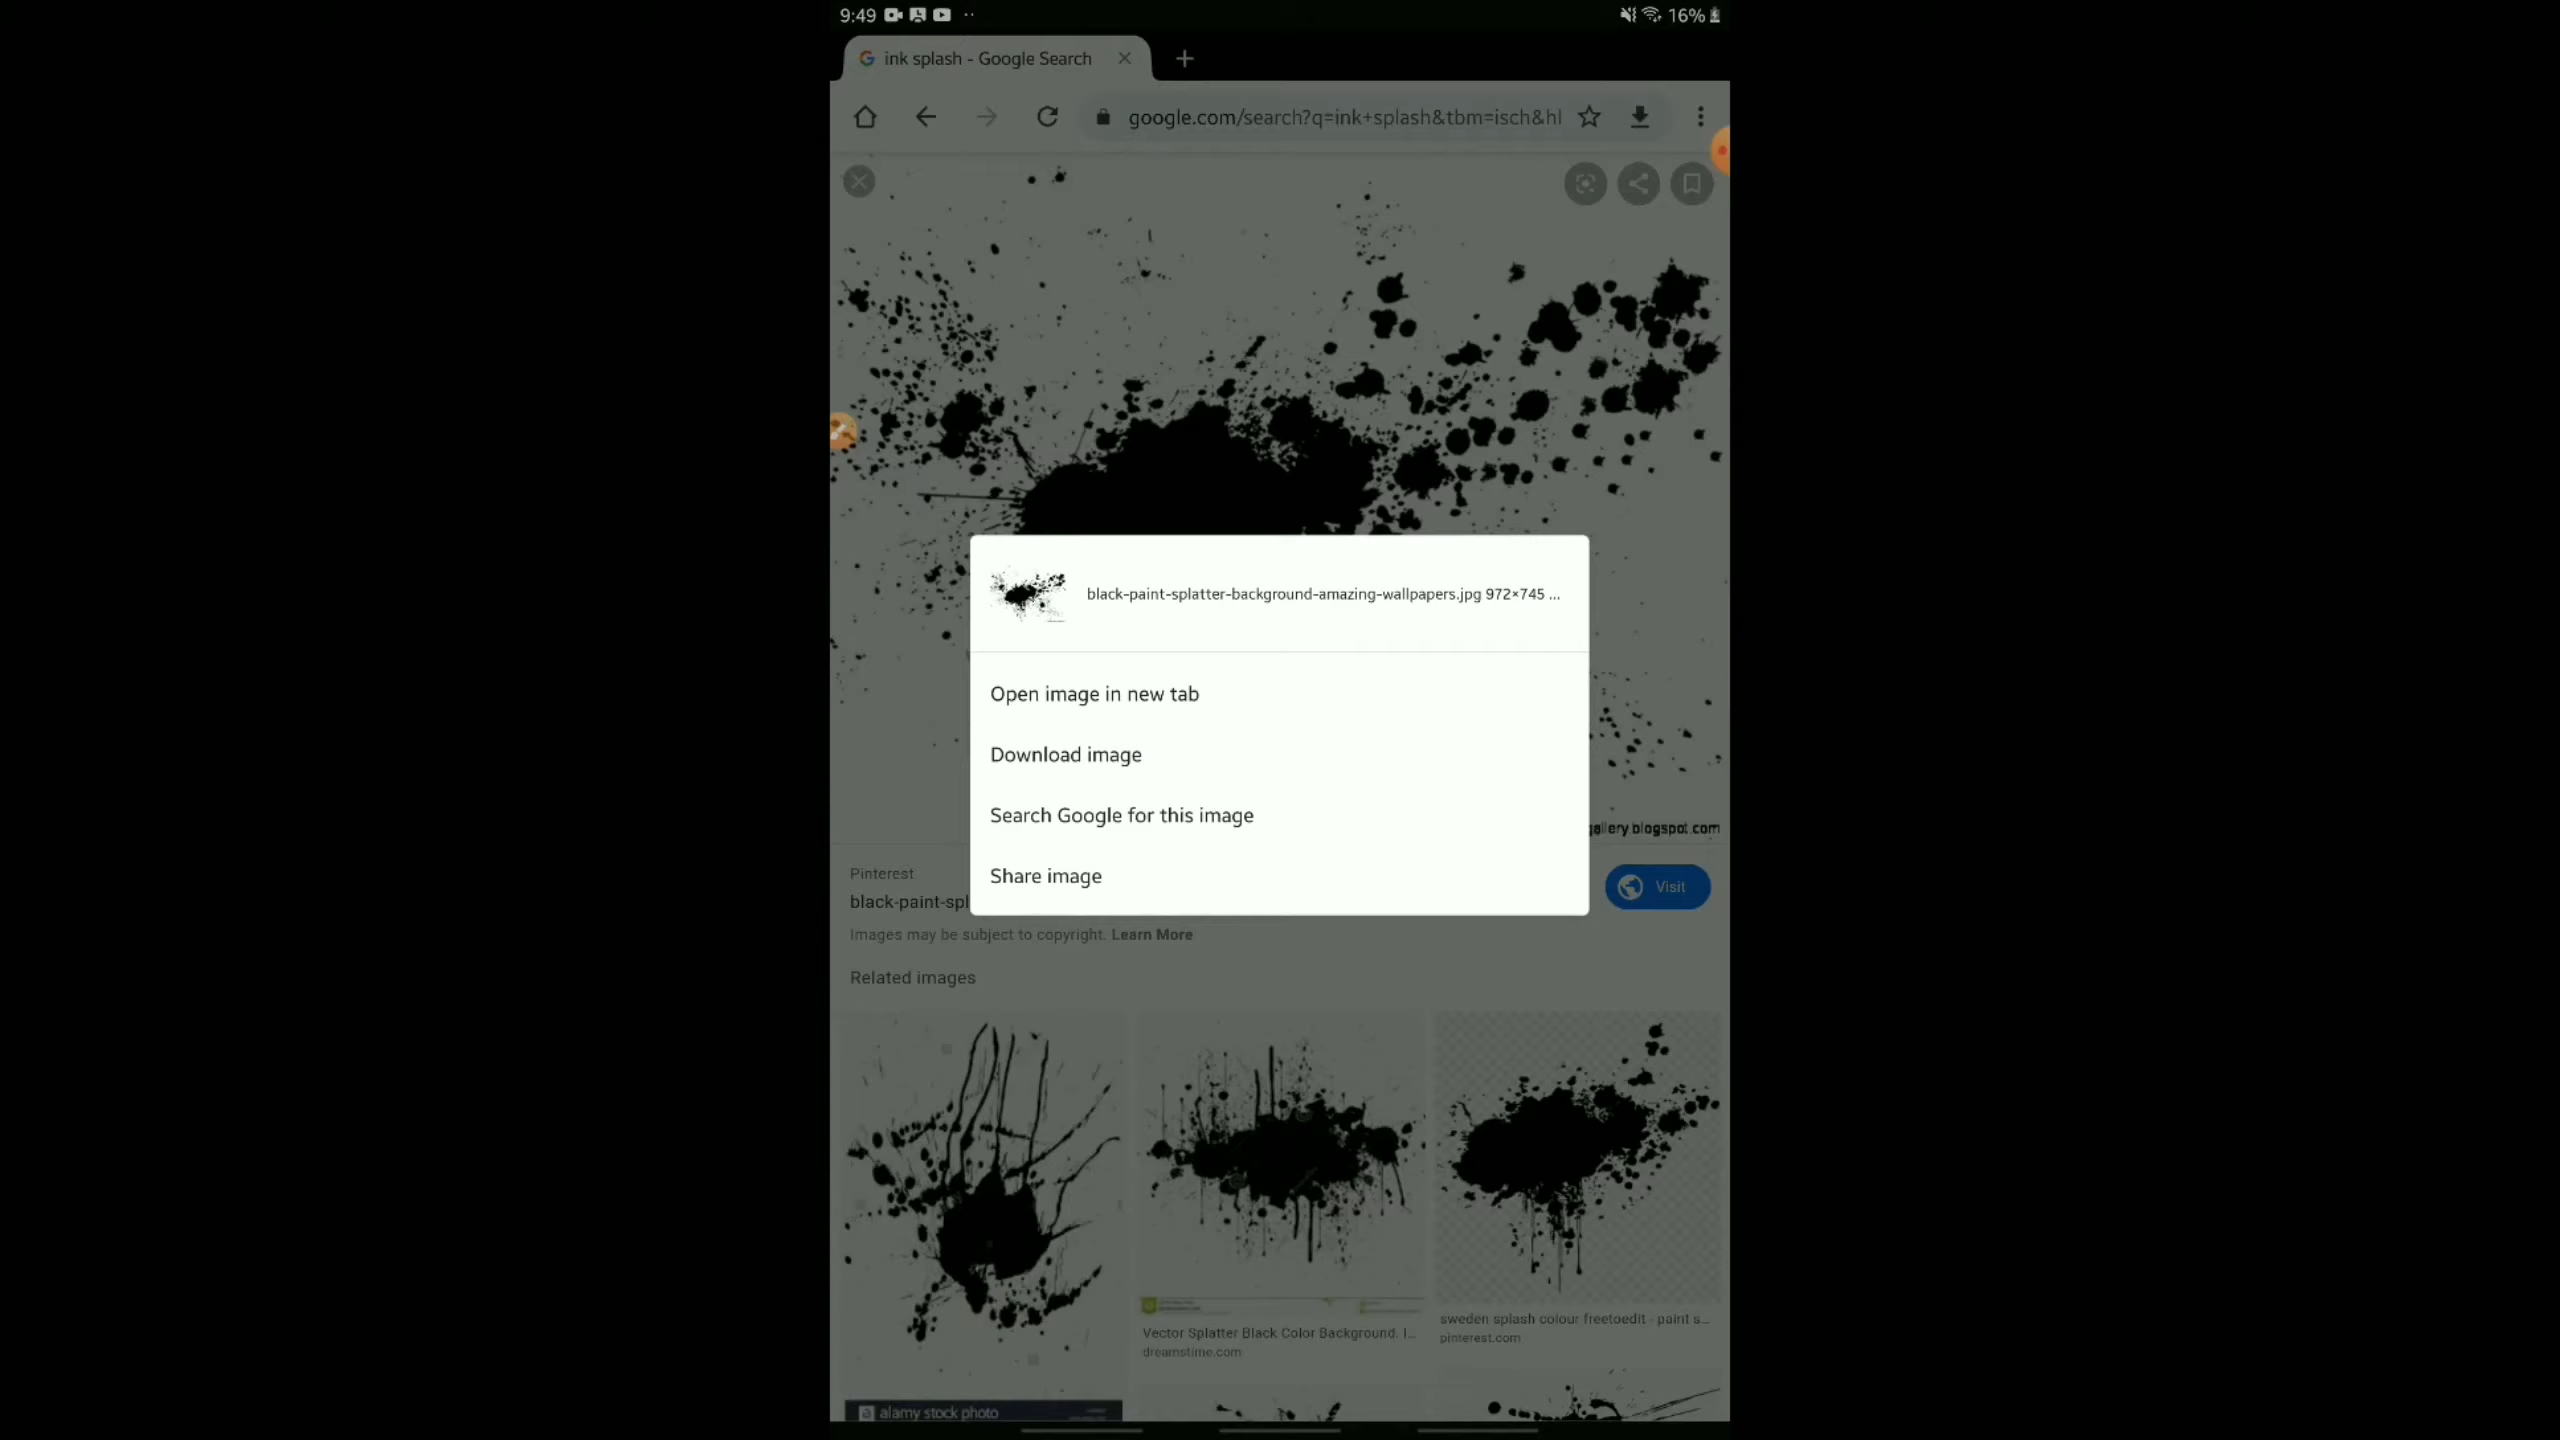 9:49
16%
ink splash - Google Search
google.com/search?q=ink+splash&tbm=isch&hl
black-paint-splatter-background-amazing-wallpapers.jpg 972×745 ...
Open image in new tab
Download image
Search Google for this image
Share image
gallery.blogspot.com
Pinterest
black-paint-spl
Visit
Images may be subject to copyright. Learn More
Related images
Vector Splatter Black Color Background. I...
dreamstime.com
sweden splash colour freetoedit - paint s...
pinterest.com
a alamy stock photo